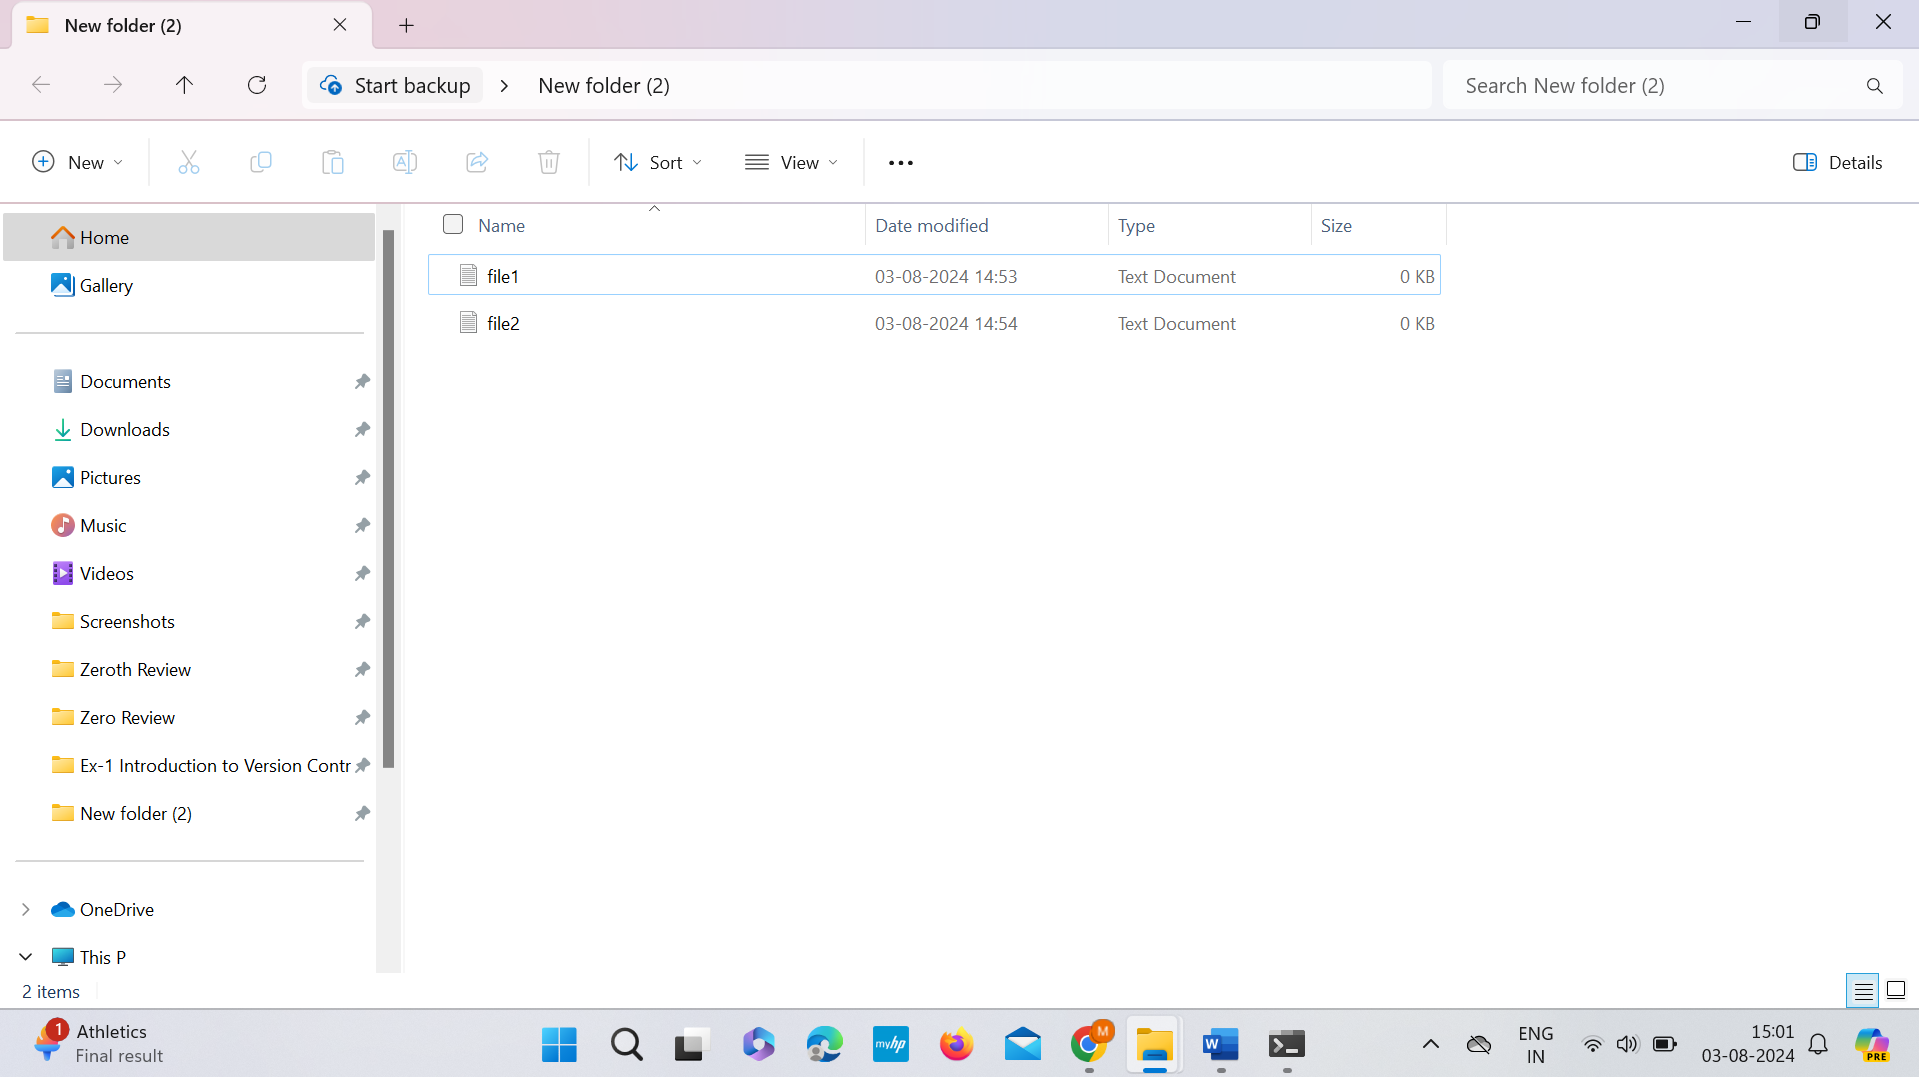 New folder (2)
Start backup > New folder (2)
Search New folder (2)
New
Sort
View
Details
Name Date modified Type Size
file1 03-08-2024 14:53 Text Document 0 KB
file2 03-08-2024 14:54 Text Document 0 KB
Home
Gallery
Documents
Downloads
Pictures
Music
Videos
Screenshots
Zeroth Review
Zero Review
Ex-1 Introduction to Version Contr
New folder (2)
OneDrive
This P
2 items
1
Athletics
Final result
myhp
M
W
ENG
IN
15:01
03-08-2024
PRE